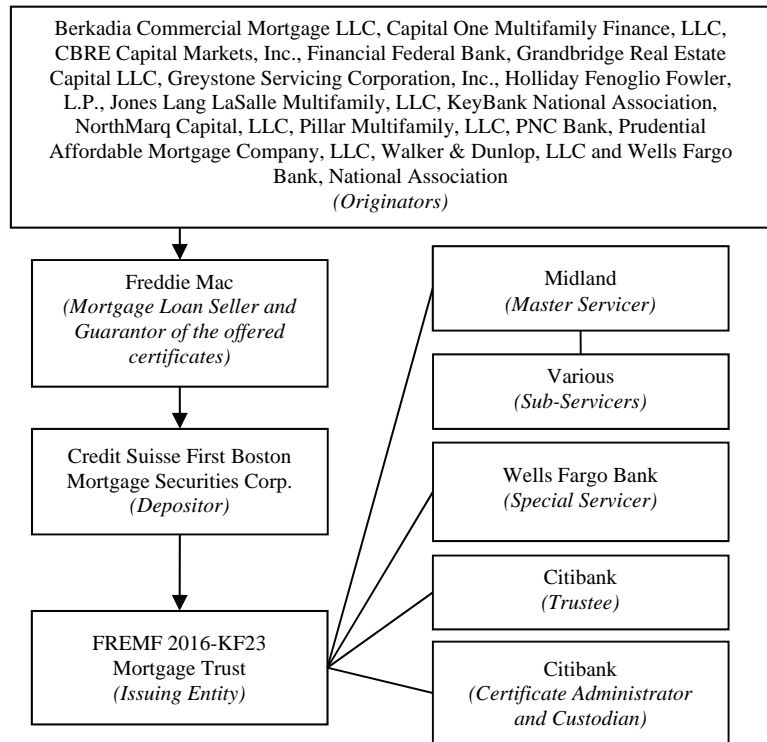 Berkadia Commercial Mortgage LLC, Capital One Multifamily Finance, LLC,
CBRE Capital Markets, Inc., Financial Federal Bank, Grandbridge Real Estate
Capital LLC, Greystone Servicing Corporation, Inc., Holliday Fenoglio Fowler,
L.P., Jones Lang LaSalle Multifamily, LLC, KeyBank National Association,
NorthMarq Capital, LLC, Pillar Multifamily, LLC, PNC Bank, Prudential
Affordable Mortgage Company, LLC, Walker & Dunlop, LLC and Wells Fargo
Bank, National Association
(Originators)
Freddie Mac
(Mortgage Loan Seller and
Guarantor of the offered
certificates)
Credit Suisse First Boston
Mortgage Securities Corp.
(Depositor)
FREMF 2016-KF23
Mortgage Trust
(Issuing Entity)
Midland
(Master Servicer)
Various
(Sub-Servicers)
Wells Fargo Bank
(Special Servicer)
Citibank
(Trustee)
Citibank
(Certificate Administrator
and Custodian)